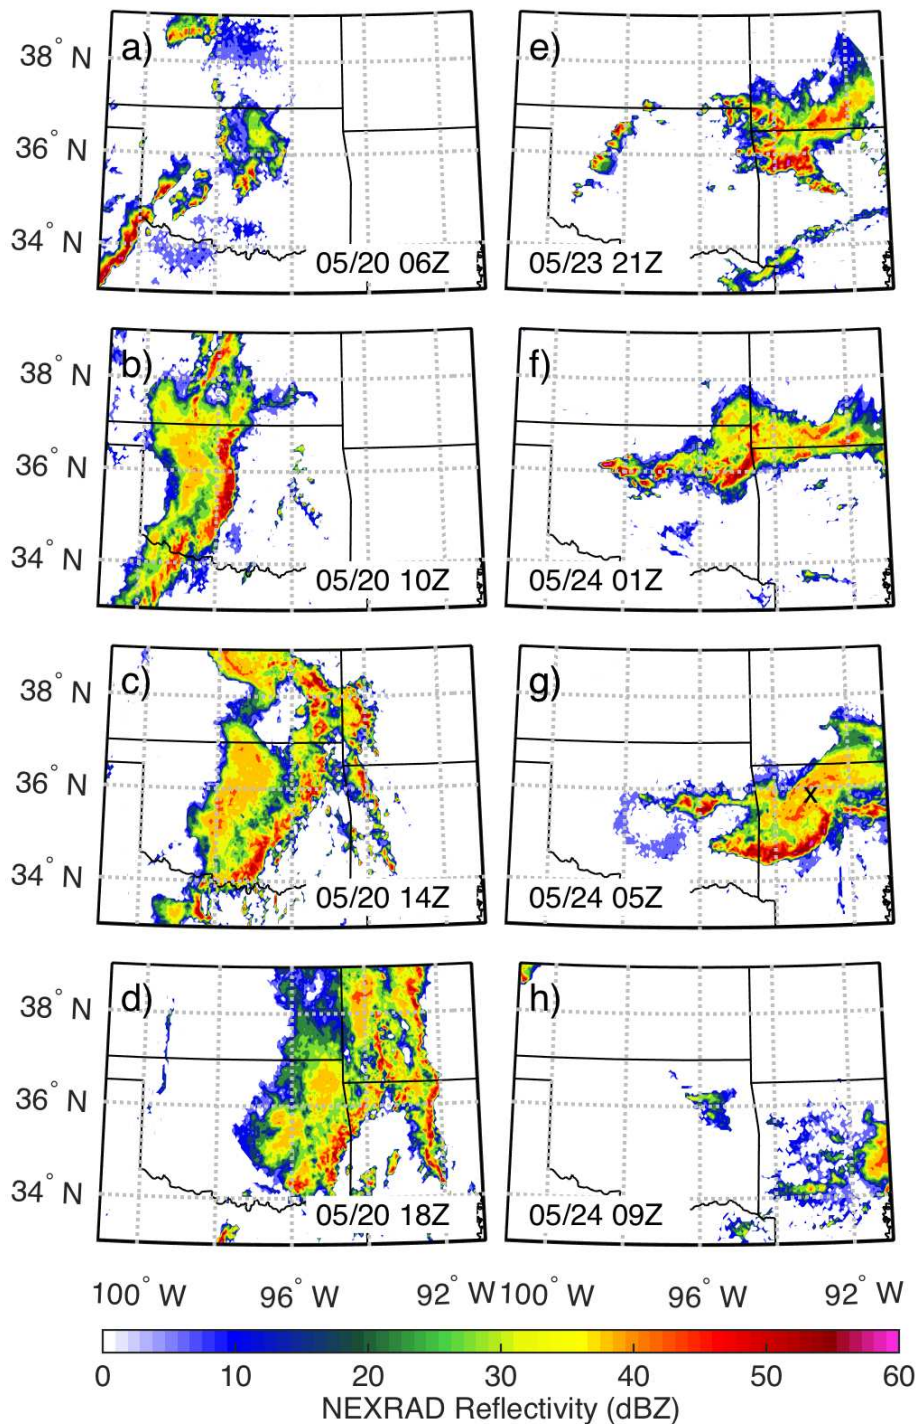 a)
e)
38° N
36° N
34° N
05/20 06Z
05/23 21Z
b)
f)
38° N
36° N
34° N
05/20 10Z
05/24 01Z
c)
g)
38° N
36° N
x
34° N
05/20 14Z
05/24 05Z
d)
h)
38° N
36° N
34° N
05/20 18Z
05/24 09Z
100° W 96° W 92° W 96° W 92° W
0 10 20 30 40 50 60
NEXRAD Reflectivity (dBZ)